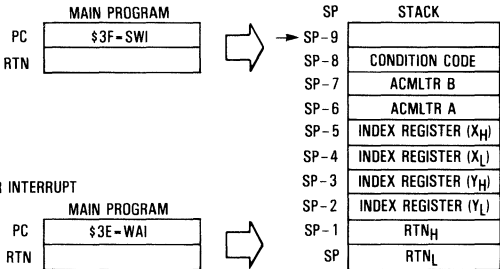 MAIN PROGRAM
PC $3F=SWI
RTN
R INTERRUPT
MAIN PROGRAM
PC $3E=WAI
RTN
SP STACK
SP-9
SP-8 CONDITION CODE
SP-7 ACMLTR B
SP-6 ACMLTR A
SP-5 INDEX REGISTER (XH)
SP-4 INDEX REGISTER (XL)
SP-3 INDEX REGISTER (YH)
SP-2 INDEX REGISTER (YL)
SP-1 RTNH
SP RTNL